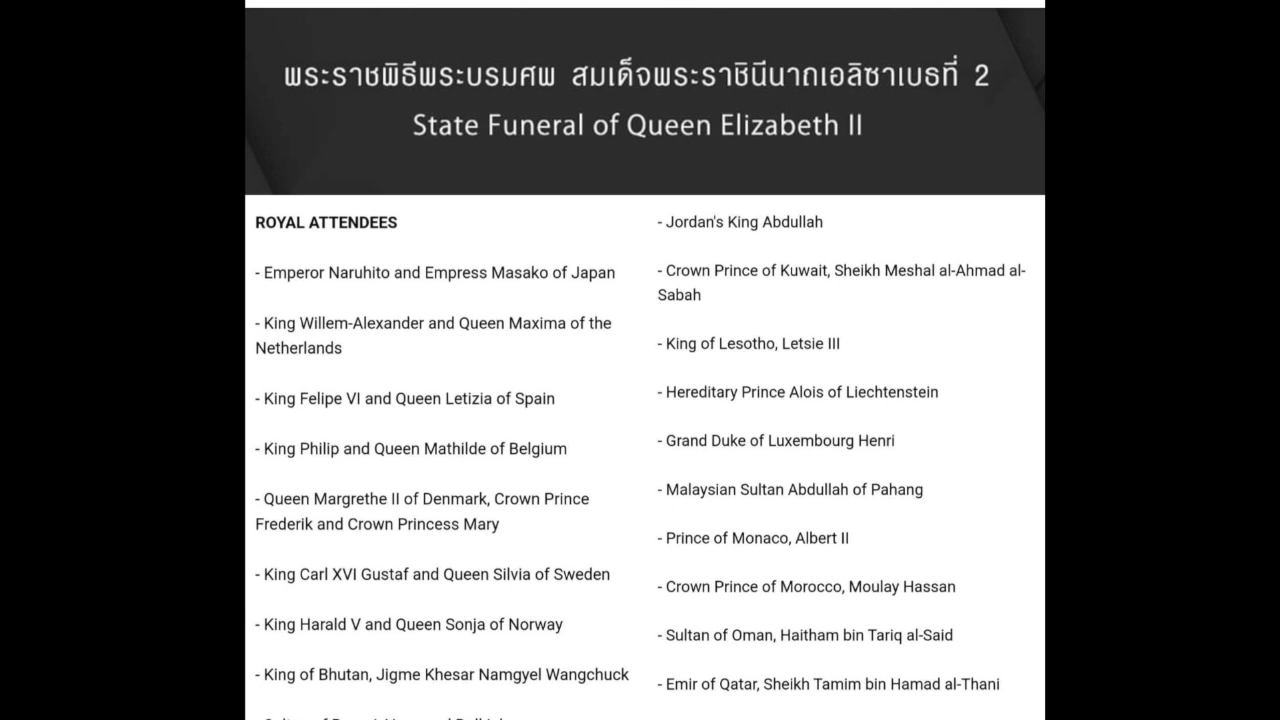 พระราชพิธีพระบรมศพ สมเด็จพระราชินีนาถเอลิซาเบธที่ 2
State Funeral of Queen Elizabeth II
ROYAL ATTENDEES
- Emperor Naruhito and Empress Masako of Japan
- King Willem-Alexander and Queen Maxima of the
Netherlands
- King Felipe VI and Queen Letizia of Spain
- King Philip and Queen Mathilde of Belgium
- Queen Margrethe II of Denmark, Crown Prince
Frederik and Crown Princess Mary
- King Carl XVI Gustaf and Queen Silvia of Sweden
- King Harald V and Queen Sonja of Norway
- King of Bhutan, Jigme Khesar Namgyel Wangchuck
- Jordan's King Abdullah
- Crown Prince of Kuwait, Sheikh Meshal al-Ahmad al-
Sabah
- King of Lesotho, Letsie III
- Hereditary Prince Alois of Liechtenstein
- Grand Duke of Luxembourg Henri
- Malaysian Sultan Abdullah of Pahang
- Prince of Monaco, Albert II
- Crown Prince of Morocco, Moulay Hassan
- Sultan of Oman, Haitham bin Tariq al-Said
- Emir of Qatar, Sheikh Tamim bin Hamad al-Thani